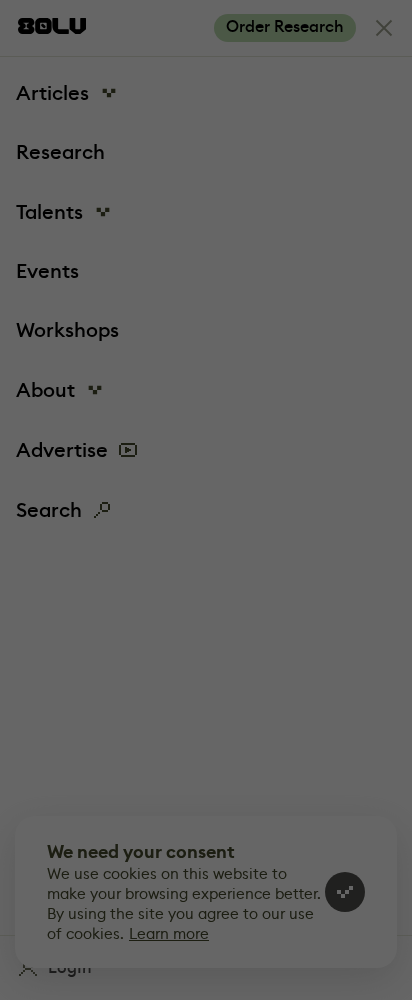 8OLV
Order Research
Articles
Research
Talents
Events
Workshops
About
Advertise
Search
We need your consent
We use cookies on this website to
make your browsing experience better.
By using the site you agree to our use
of cookies. Learn more
Login